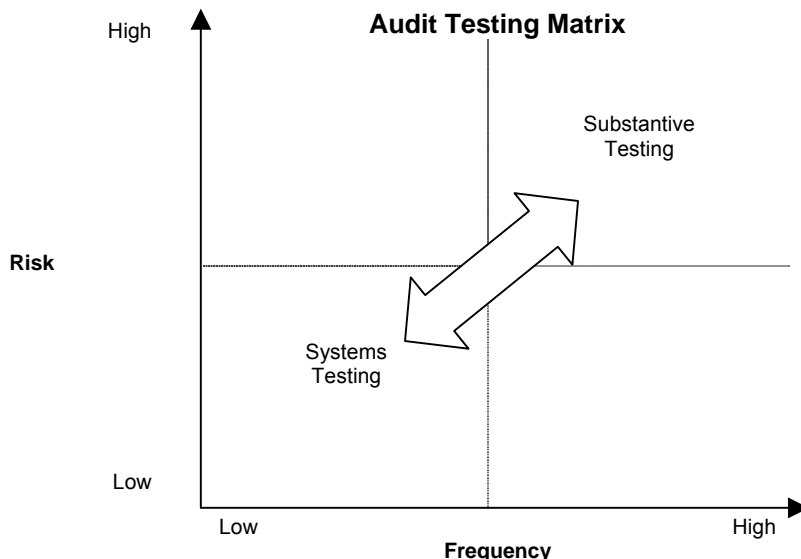 Audit Testing Matrix
High
Substantive
Testing
Risk
Systems
Testing
Low
Low
High
Frequency